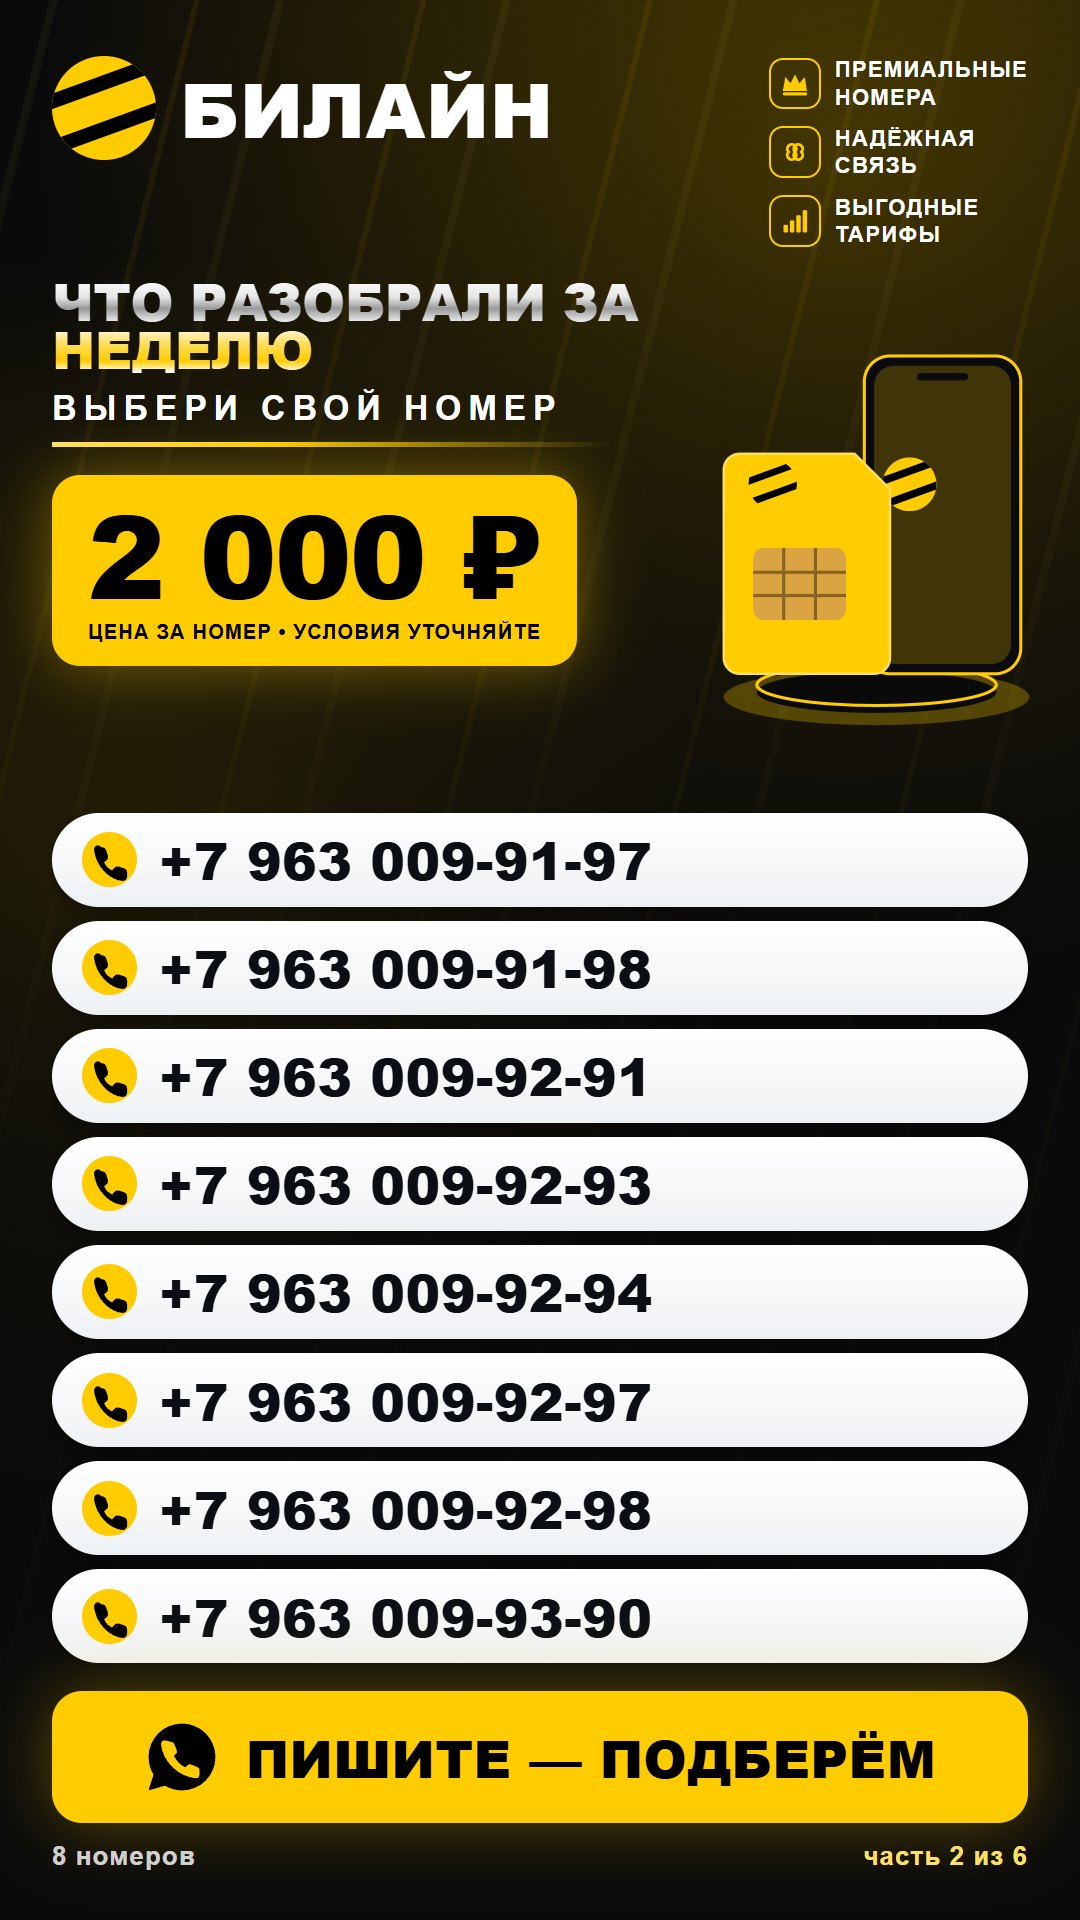 БИЛАЙН
ПРЕМИАЛЬНЫЕ
НОМЕРА
НАДЁЖНАЯ
СВЯЗЬ
ВЫГОДНЫЕ
ТАРИФЫ
ЧТО РАЗОБРАЛИ ЗА
НЕДЕЛЮ
ВЫБЕРИ СВОЙ НОМЕР
2 000 ₽
ЦЕНА ЗА НОМЕР • УСЛОВИЯ УТОЧНЯЙТЕ
+7 963 009-91-97
+7 963 009-91-98
+7 963 009-92-91
+7 963 009-92-93
+7 963 009-92-94
+7 963 009-92-97
+7 963 009-92-98
+7 963 009-93-90
ПИШИТЕ — ПОДБЕРЁМ
8 номеров
часть 2 из 6